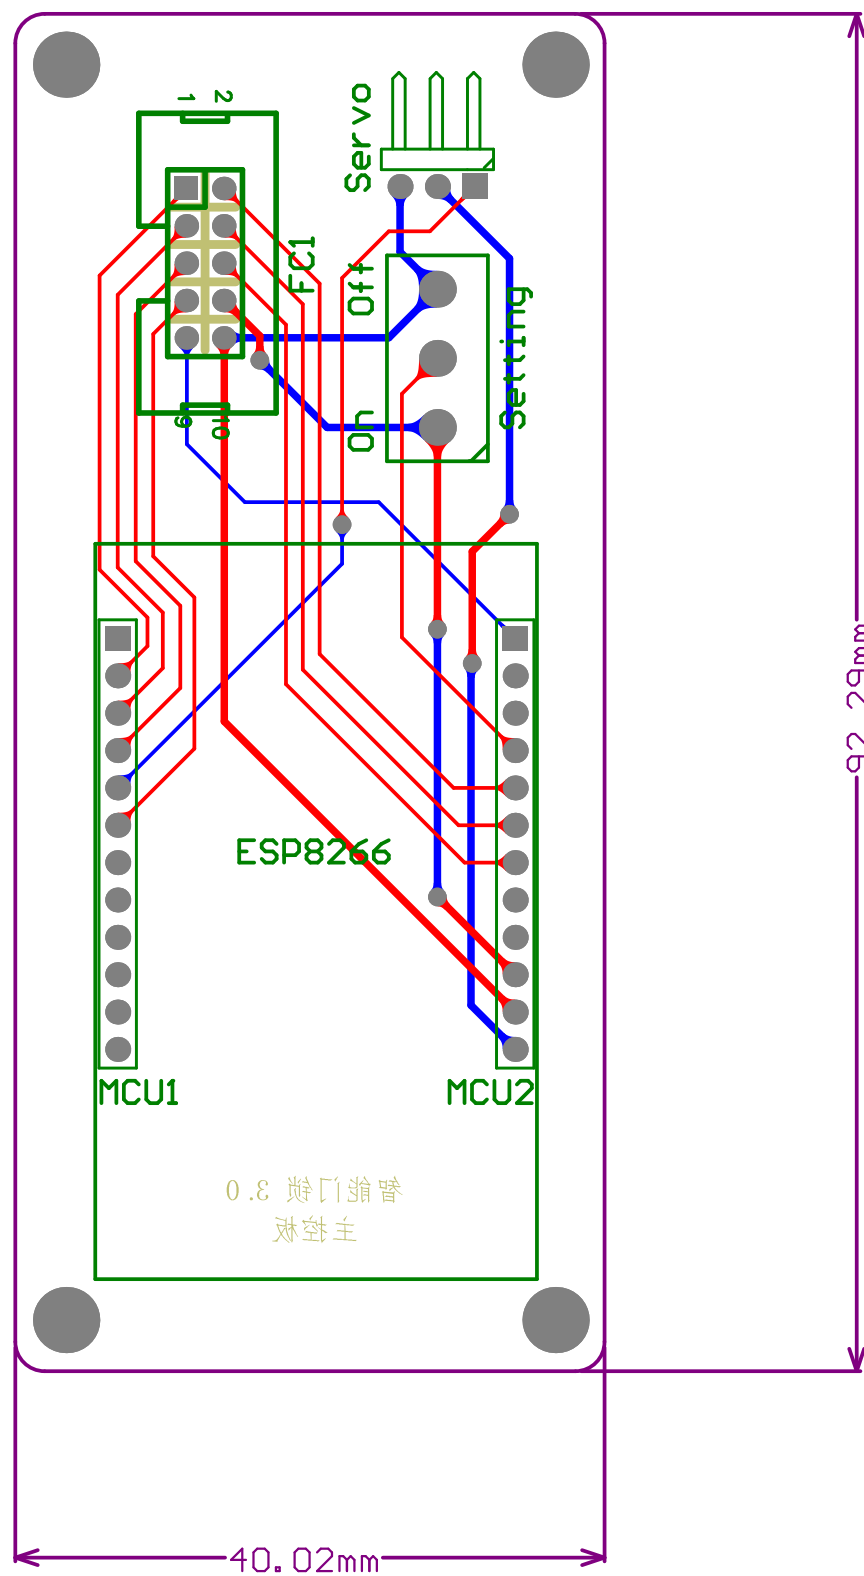 1 2
Servo
FC1
Off
Setting
On
9 10
92.29mm
ESP8266
MCU1 MCU2
智能门锁 3.0
主控板
40.02mm